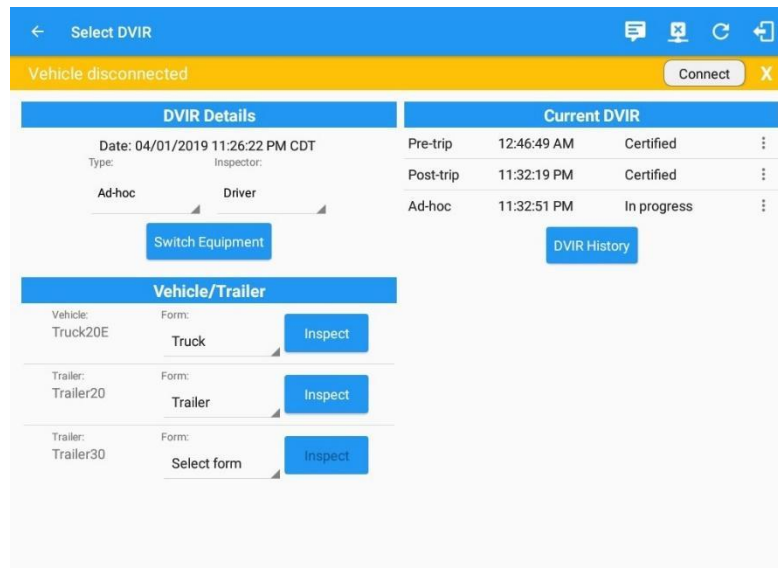 Select DVIR
Vehicle disconnected
Connect X
DVIR Details
Date: 04/01/2019 11:26:22 PM CDT
Type: Inspector:
Ad-hoc Driver
Switch Equipment
Vehicle/Trailer
Vehicle: Form:
Truck20E Truck Inspect
Trailer: Form:
Trailer20 Trailer Inspect
Trailer: Form:
Trailer30 Select form Inspect
Current DVIR
Pre-trip 12:46:49 AM Certified
Post-trip 11:32:19 PM Certified
Ad-hoc 11:32:51 PM In progress
DVIR History